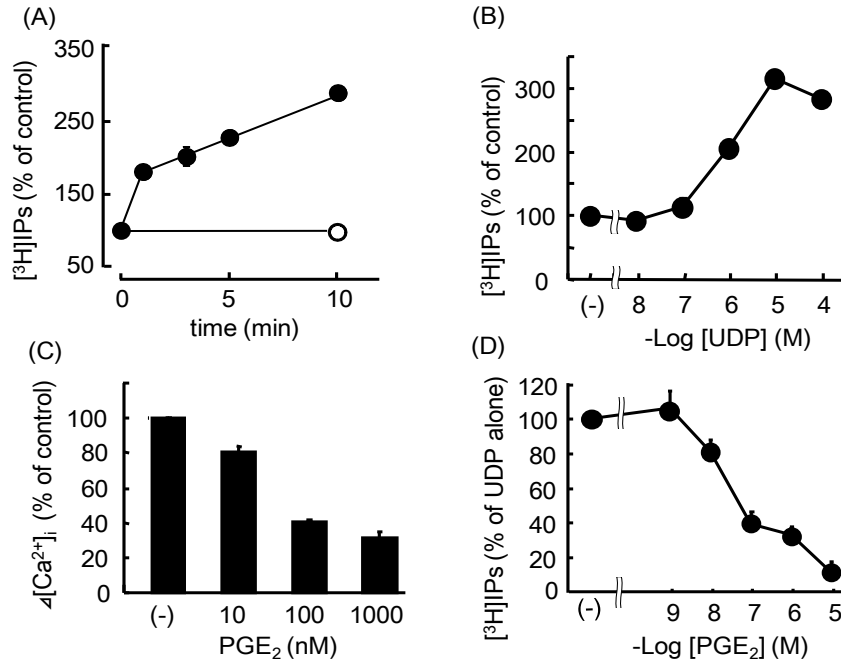 (A)
350
250
150
50
[³H]IPs (% of control)
0 5 10
time (min)
(B)
300
200
100
0
[³H]IPs (% of control)
(-) 8 7 6 5 4
-Log [UDP] (M)
(C)
100
80
60
40
20
0
⊿[Ca²⁺]ᵢ (% of control)
(-) 10 100 1000
PGE₂ (nM)
(D)
120
100
80
60
40
20
0
[³H]IPs (% of UDP alone)
(-) 9 8 7 6 5
-Log [PGE₂] (M)